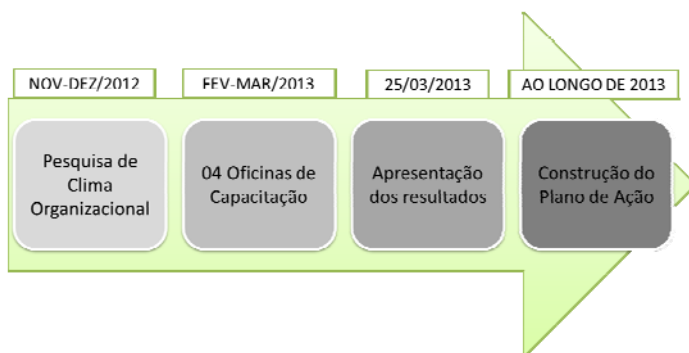 NOV-DEZ/2012
FEV-MAR/2013
25/03/2013
AO LONGO DE 2013
Pesquisa de
Clima
Organizacional
04 Oficinas de
Capacitação
Apresentação
dos resultados
Construção do
Plano de Ação